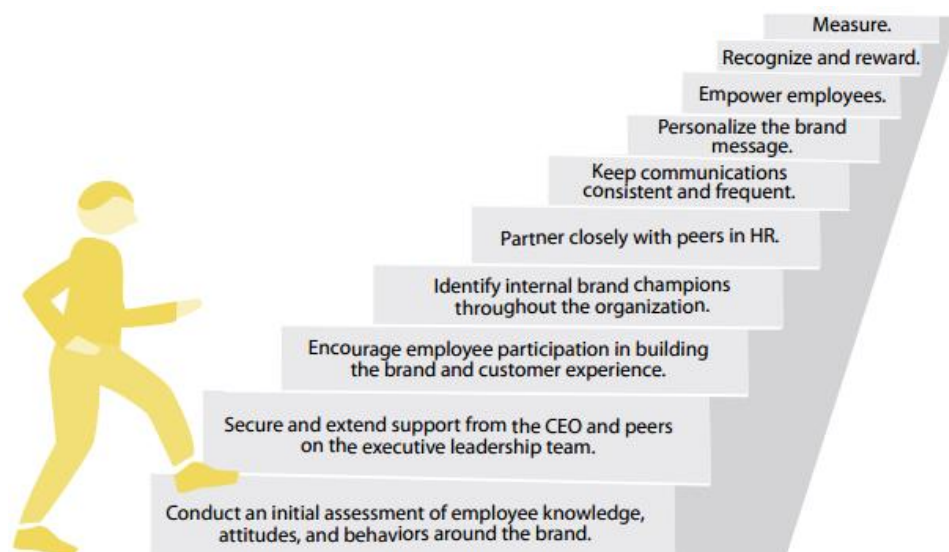 Measure.
Recognize and reward.
Empower employees.
Personalize the brand
message.
Keep communications
consistent and frequent.
Partner closely with peers in HR.
Identify internal brand champions
throughout the organization.
Encourage employee participation in building
the brand and customer experience.
Secure and extend support from the CEO and peers
on the executive leadership team.
Conduct an initial assessment of employee knowledge,
attitudes, and behaviors around the brand.